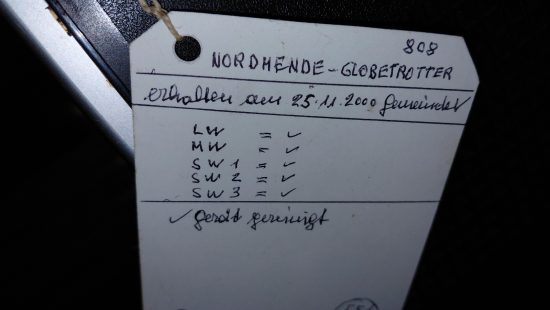 808
NORDMENDE-GLOBETROTTER
erhalten am 25.11.2000
LW = ✓
MW = ✓
SW 1 = ✓
SW 2 = ✓
SW 3 = ✓
✓ gerät gereinigt